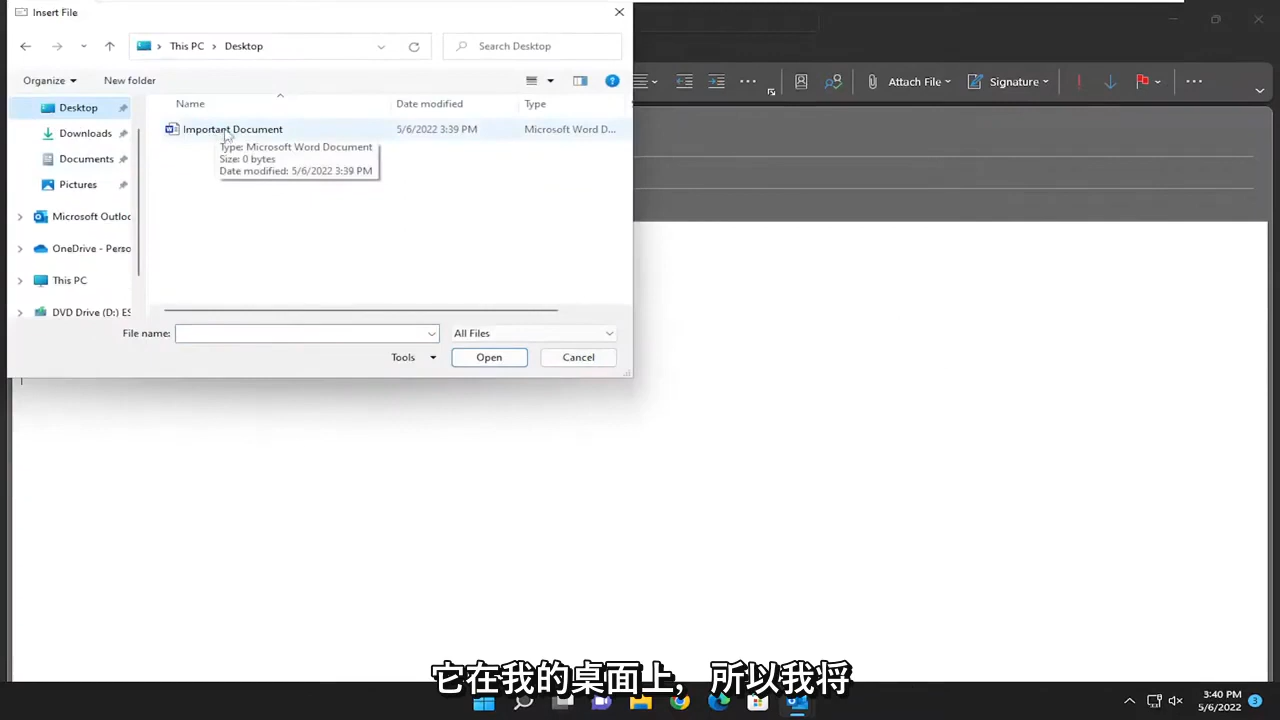 Insert File
This PC > Desktop
Search Desktop
Organize
New folder
Attach File
Signature
Name
Date modified
Type
Desktop
Important Document
5/6/2022 3:39 PM
Microsoft Word D...
Downloads
Type: Microsoft Word Document
Size: 0 bytes
Date modified: 5/6/2022 3:39 PM
Documents
Pictures
Microsoft Outloo
OneDrive - Perso
This PC
DVD Drive (D:) ES
File name:
All Files
Tools
Open
Cancel
它在我的桌面上，所以我将
3:40 PM
5/6/2022
3